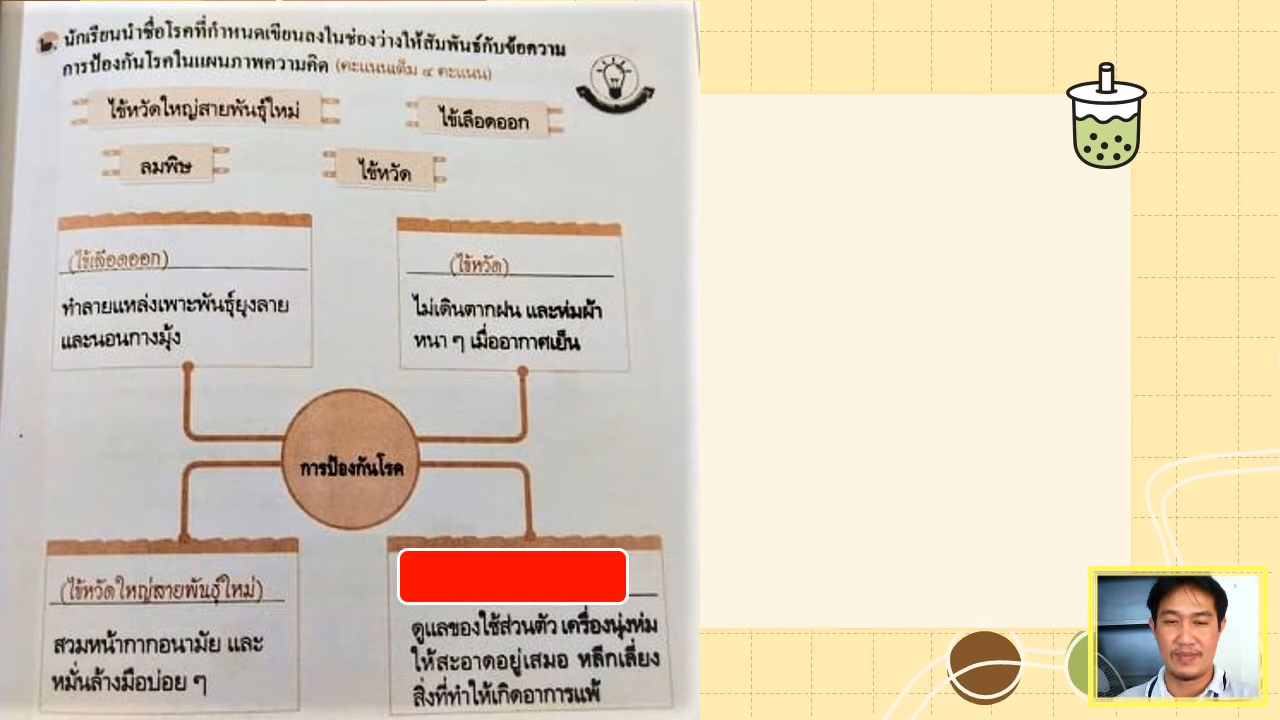 ๒. นักเรียนนำชื่อโรคที่กำหนดเขียนลงในช่องว่างให้สัมพันธ์กับข้อความ
การป้องกันโรคในแผนภาพความคิด (คะแนนเต็ม ๔ คะแนน)
ไข้หวัดใหญ่สายพันธุ์ใหม่
ไข้เลือดออก
ลมพิษ
ไข้หวัด
(ไข้เลือดออก)
ทำลายแหล่งเพาะพันธุ์ยุงลาย
และนอนกางมุ้ง
(ไข้หวัด)
ไม่เดินตากฝน และห่มผ้า
หนา ๆ เมื่ออากาศเย็น
การป้องกันโรค
(ไข้หวัดใหญ่สายพันธุ์ใหม่)
สวมหน้ากากอนามัย และ
หมั่นล้างมือบ่อย ๆ
ดูแลของใช้ส่วนตัว เครื่องนุ่งห่ม
ให้สะอาดอยู่เสมอ หลีกเลี่ยง
สิ่งที่ทำให้เกิดอาการแพ้